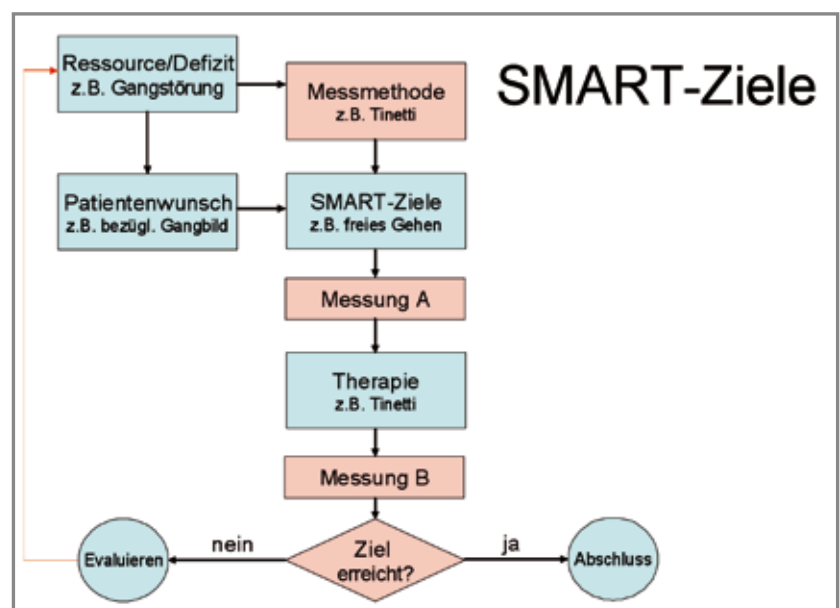 SMART-Ziele
Ressource/Defizit
z.B. Gangstörung
Messmethode
z.B. Tinetti
Patientenwunsch
z.B. bezügl. Gangbild
SMART-Ziele
z.B. freies Gehen
Messung A
Therapie
z.B. Tinetti
Messung B
Ziel
erreicht?
nein
ja
Evaluieren
Abschluss